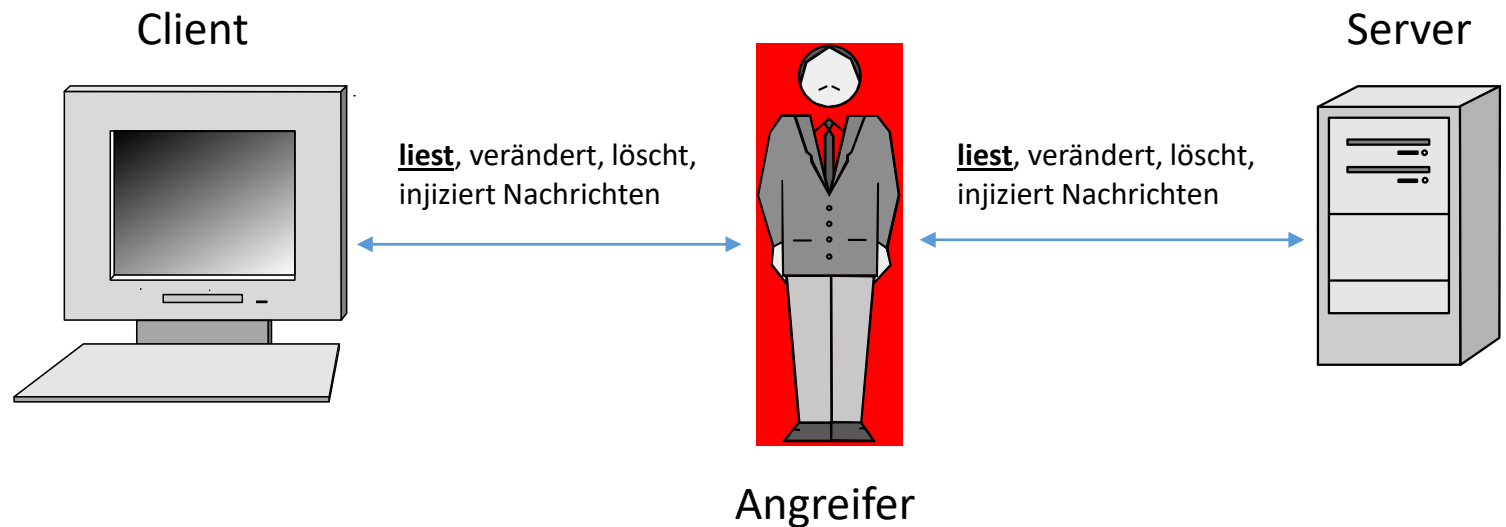 Client
Server
liest, verändert, löscht,
injiziert Nachrichten
liest, verändert, löscht,
injiziert Nachrichten
Angreifer